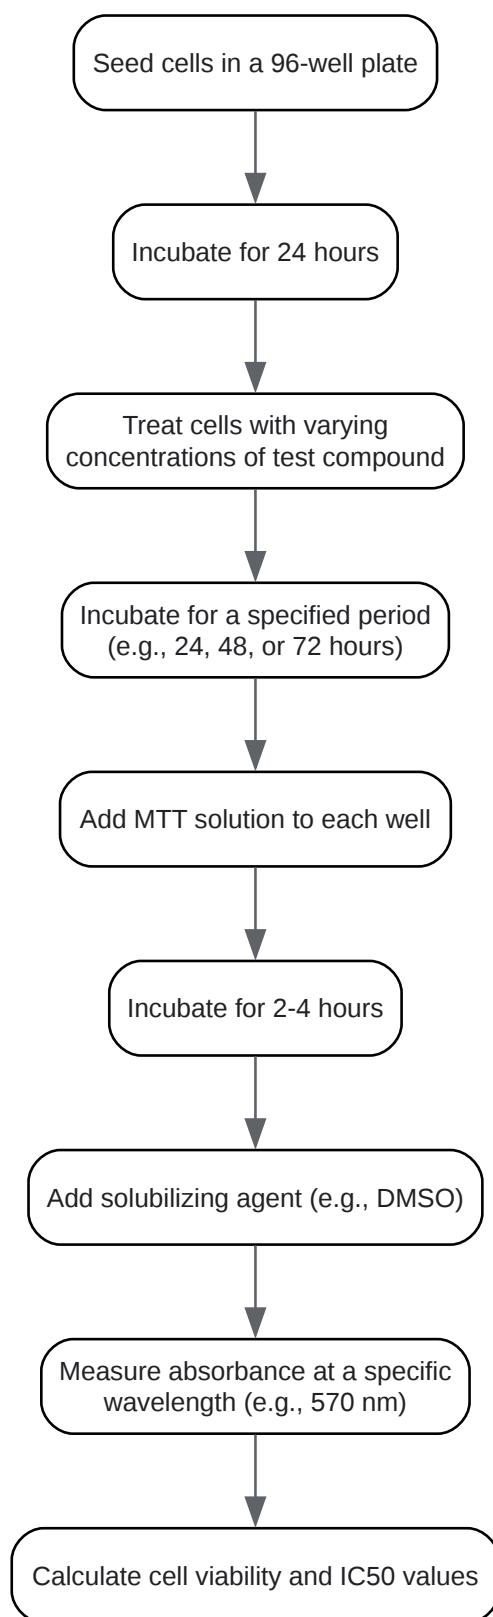 Seed cells in a 96-well plate
Incubate for 24 hours
Treat cells with varying
concentrations of test compound
Incubate for a specified period
(e.g., 24, 48, or 72 hours)
Add MTT solution to each well
Incubate for 2-4 hours
Add solubilizing agent (e.g., DMSO)
Measure absorbance at a specific
wavelength (e.g., 570 nm)
Calculate cell viability and IC50 values